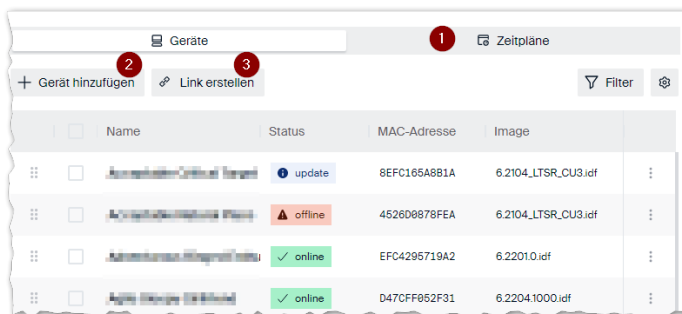 Geräte
1
Zeitpläne
2
3
Gerät hinzufügen
Link erstellen
Filter
Name Status MAC-Adresse Image
update 8EFC165A8B1A 6.2104_LTSR_CU3.idf
offline 4526D0878FEA 6.2104_LTSR_CU3.idf
online EFC4295719A2 6.2201.0.idf
online D47CFF052F31 6.2204.1000.idf